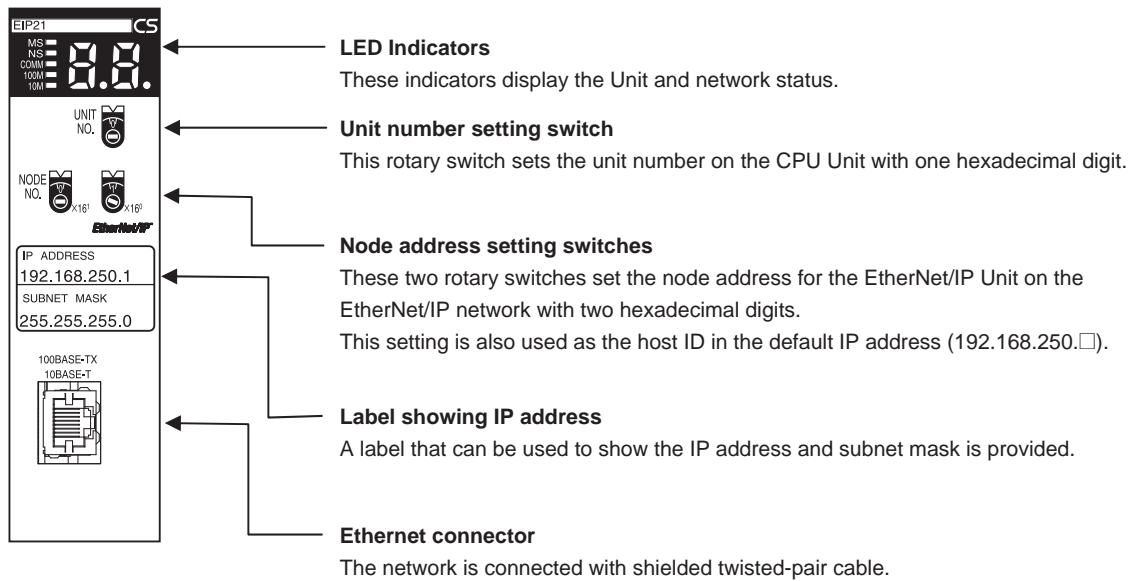 EIP21
CS
MS
NS
COMM
100M
10M
8.8.
UNIT
NO.
NODE
NO.
×16¹
×16⁰
EtherNet/IP™
IP ADDRESS
192.168.250.1
SUBNET MASK
255.255.255.0
100BASE-TX
10BASE-T
LED Indicators
These indicators display the Unit and network status.
Unit number setting switch
This rotary switch sets the unit number on the CPU Unit with one hexadecimal digit.
Node address setting switches
These two rotary switches set the node address for the EtherNet/IP Unit on the
EtherNet/IP network with two hexadecimal digits.
This setting is also used as the host ID in the default IP address (192.168.250.□).
Label showing IP address
A label that can be used to show the IP address and subnet mask is provided.
Ethernet connector
The network is connected with shielded twisted-pair cable.